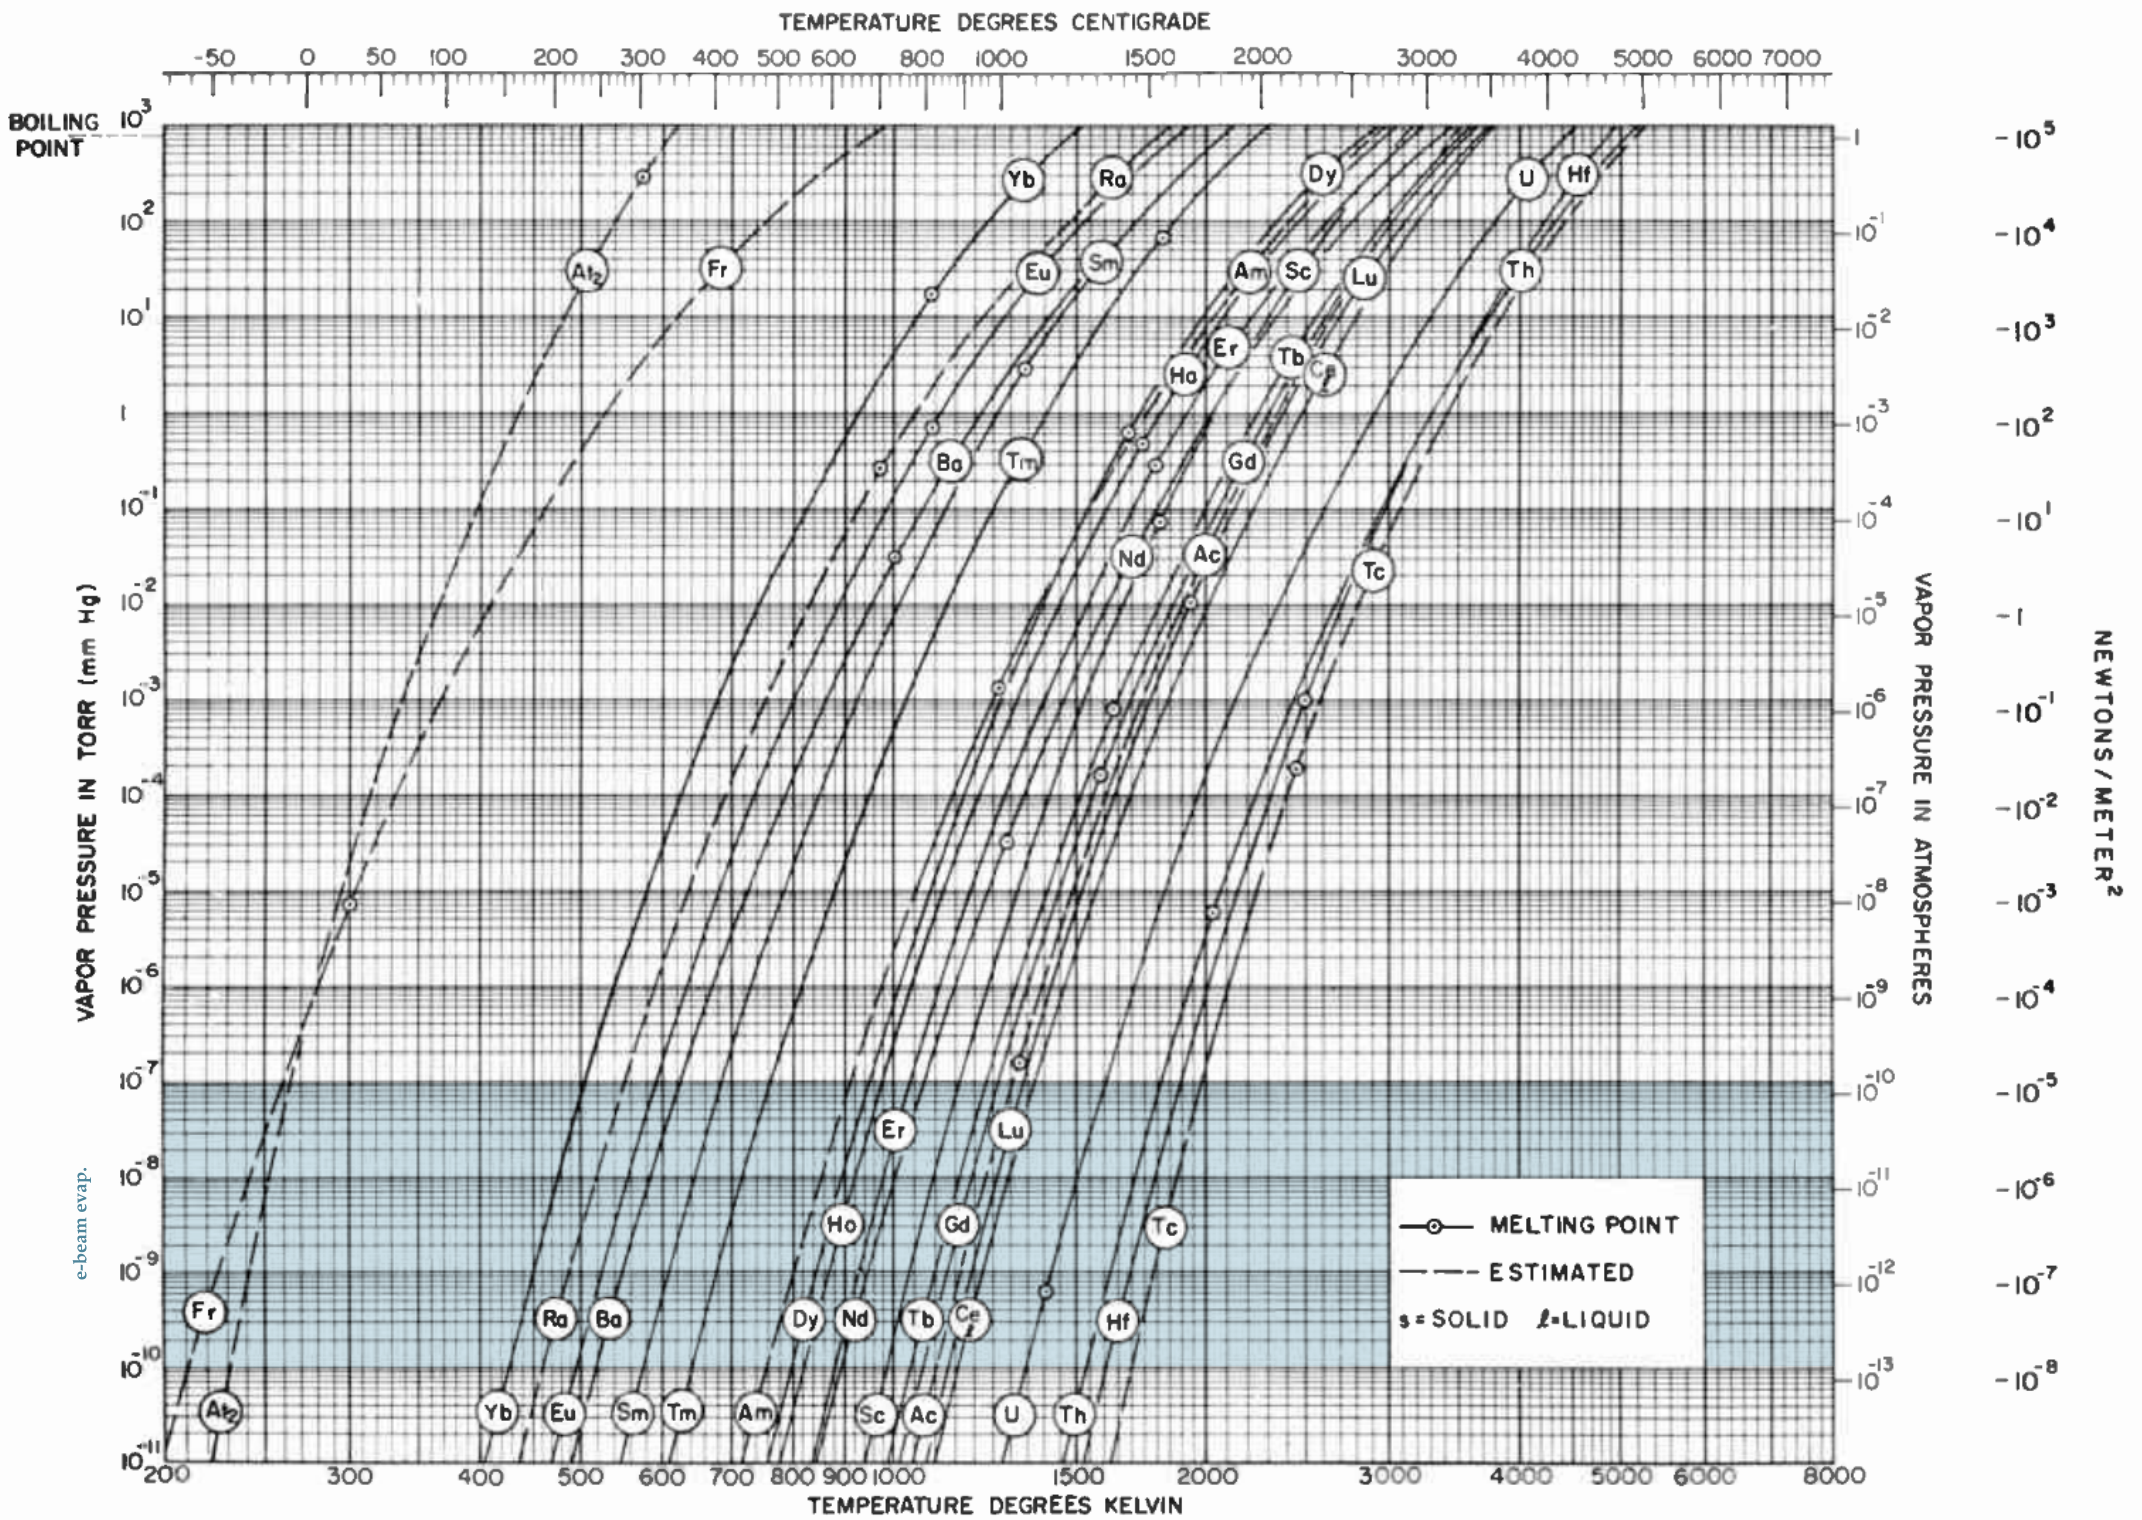 TEMPERATURE DEGREES CENTIGRADE
-50 0 50 100 200 300 400 500 600 800 1000 1500 2000 3000 4000 5000 6000 7000
BOILING POINT
10³
10²
10¹
1
10⁻¹
10⁻²
10⁻³
10⁻⁴
10⁻⁵
10⁻⁶
10⁻⁷
10⁻⁸
10⁻⁹
10⁻¹⁰
10⁻¹¹
VAPOR PRESSURE IN TORR (mm Hg)
e-beam evap.
Yb Ra Dy U Hf
At₂ Fr Eu Sm Am Sc Lu Th
Ho Er Tb Ce
Ba Tm Gd
Nd Ac Tc
Er Lu
Ho Gd Tc
Fr Ra Ba Dy Nd Tb Ce Hf
At₂ Yb Eu Sm Tm Am Sc Ac U Th
MELTING POINT
ESTIMATED
s=SOLID ℓ=LIQUID
1
10⁻¹
10⁻²
10⁻³
10⁻⁴
10⁻⁵
10⁻⁶
10⁻⁷
10⁻⁸
10⁻⁹
10⁻¹⁰
10⁻¹¹
10⁻¹²
10⁻¹³
VAPOR PRESSURE IN ATMOSPHERES
-10⁵
-10⁴
-10³
-10²
-10¹
-1
-10⁻¹
-10⁻²
-10⁻³
-10⁻⁴
-10⁻⁵
-10⁻⁶
-10⁻⁷
-10⁻⁸
NEWTONS/METER²
200 300 400 500 600 700 800 900 1000 1500 2000 3000 4000 5000 6000 8000
TEMPERATURE DEGREES KELVIN